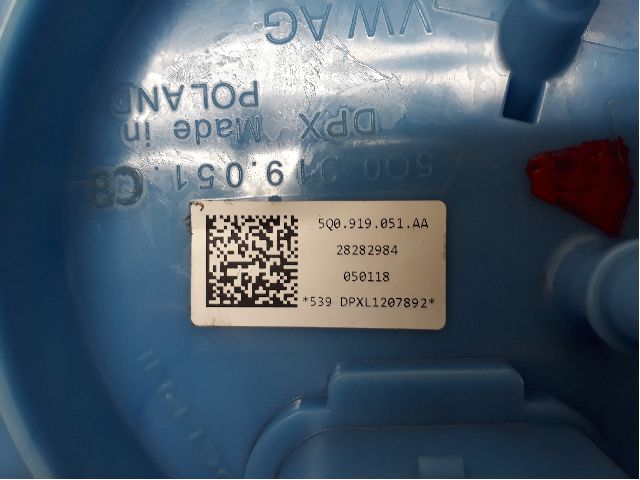 VW AG
Made in
POLAND
DPX
5Q0.919.051.CB
5Q0.919.051.AA
28282984
050118
*539 DPXL1207892*